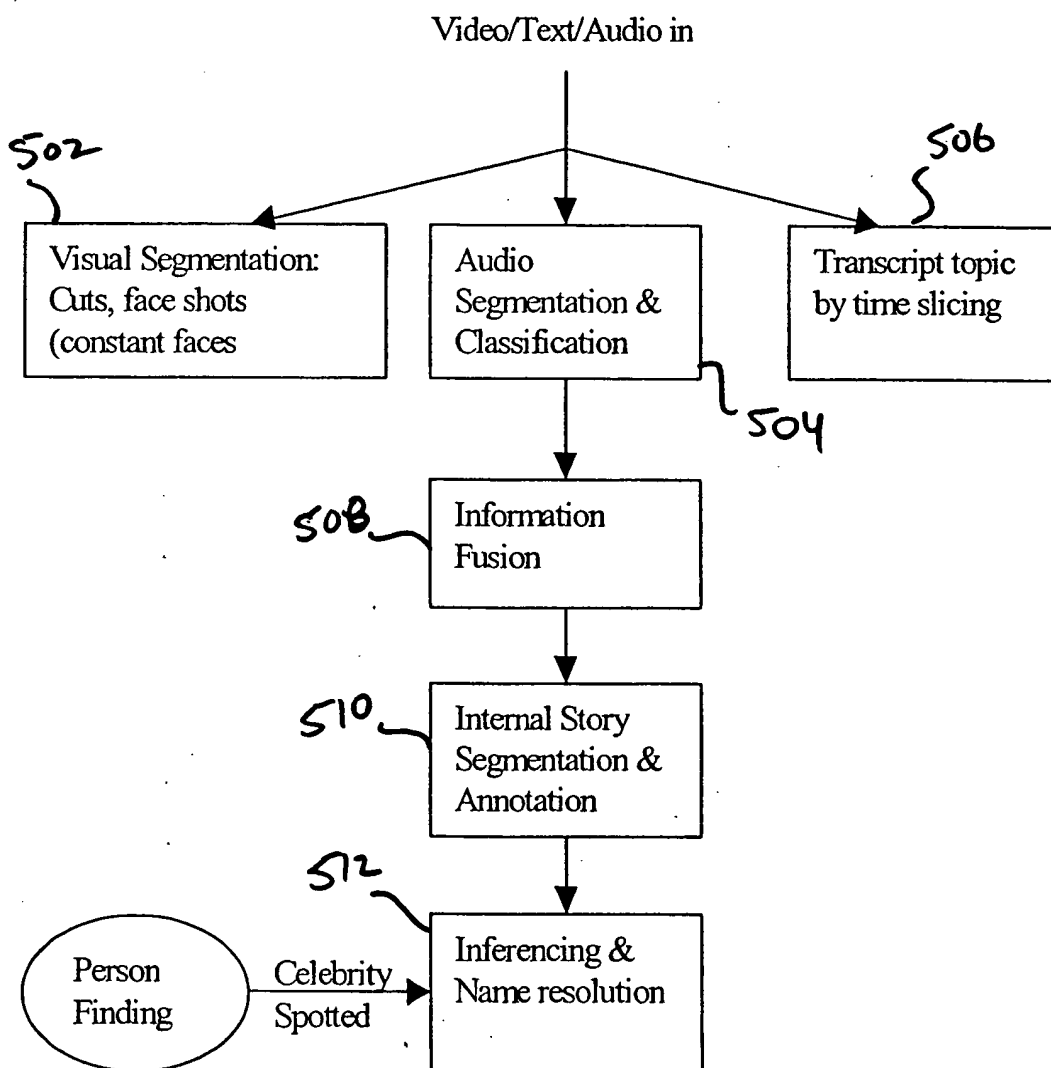 Video/Text/Audio in
502
506
Visual Segmentation:
Cuts, face shots
(constant faces
Audio
Segmentation &
Classification
Transcript topic
by time slicing
504
508
Information
Fusion
510
Internal Story
Segmentation &
Annotation
512
Person
Finding
Celebrity
Spotted
Inferencing &
Name resolution